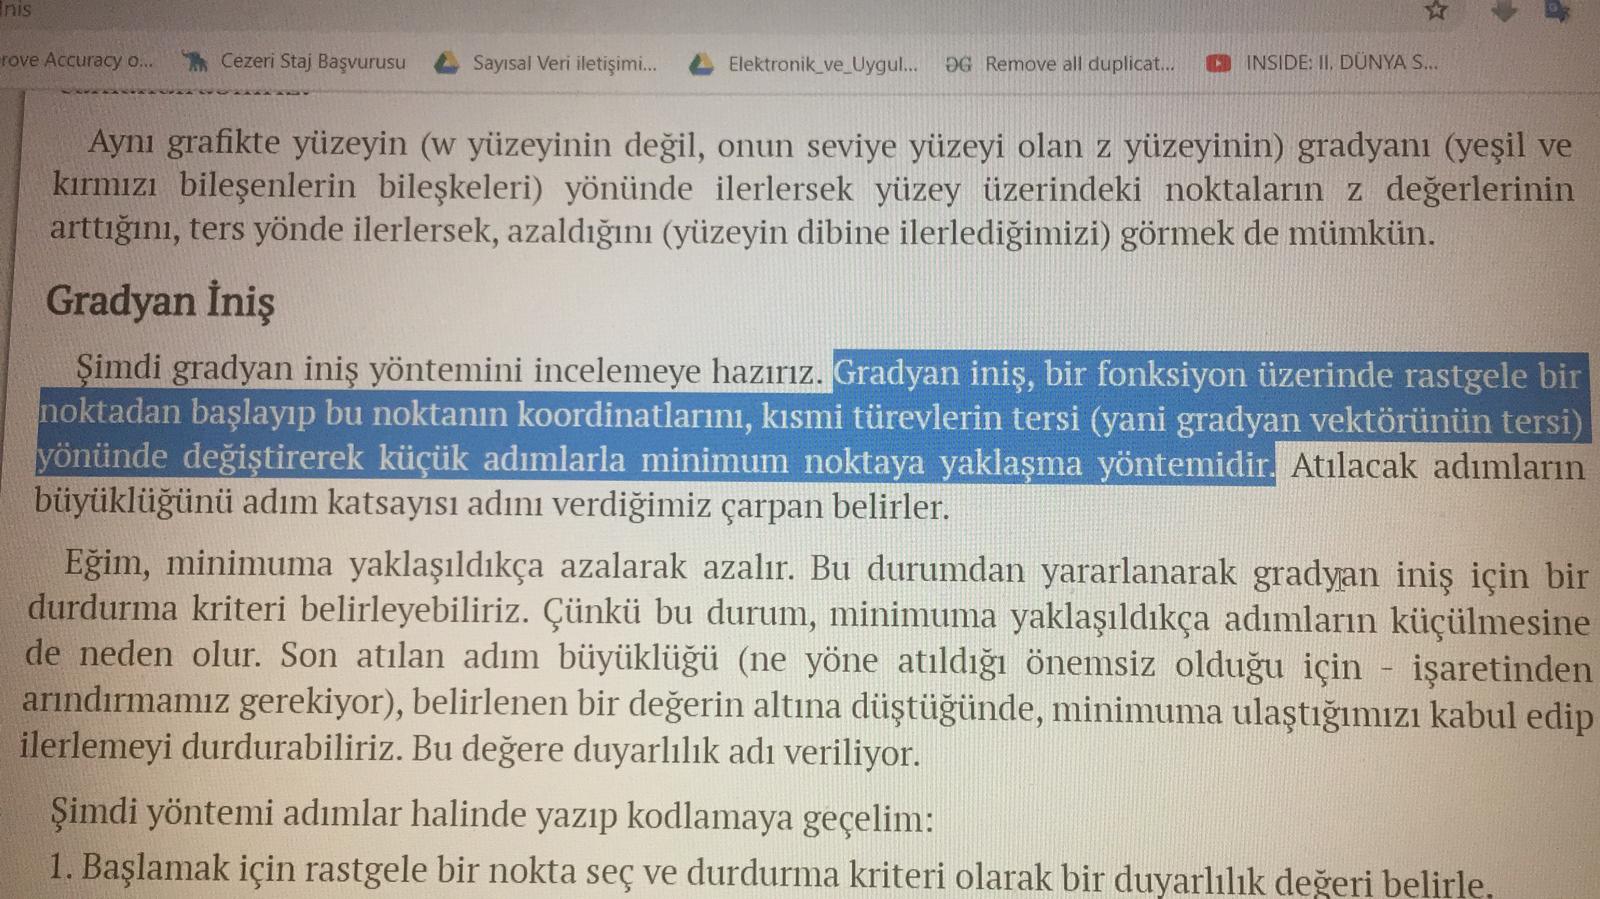 nis
rove Accuracy o... Cezeri Staj Başvurusu Sayısal Veri iletişimi... Elektronik_ve_Uygul... Remove all duplicat... INSIDE: II. DÜNYA S...
Aynı grafikte yüzeyin (w yüzeyinin değil, onun seviye yüzeyi olan z yüzeyinin) gradyanı (yeşil ve
kırmızı bileşenlerin bileşkeleri) yönünde ilerlersek yüzey üzerindeki noktaların z değerlerinin
arttığını, ters yönde ilerlersek, azaldığını (yüzeyin dibine ilerlediğimizi) görmek de mümkün.
Gradyan İniş
Şimdi gradyan iniş yöntemini incelemeye hazırız. Gradyan iniş, bir fonksiyon üzerinde rastgele bir
noktadan başlayıp bu noktanın koordinatlarını, kısmi türevlerin tersi (yani gradyan vektörünün tersi)
yönünde değiştirerek küçük adımlarla minimum noktaya yaklaşma yöntemidir. Atılacak adımların
büyüklüğünü adım katsayısı adını verdiğimiz çarpan belirler.
Eğim, minimuma yaklaşıldıkça azalarak azalır. Bu durumdan yararlanarak gradyan iniş için bir
durdurma kriteri belirleyebiliriz. Çünkü bu durum, minimuma yaklaşıldıkça adımların küçülmesine
de neden olur. Son atılan adım büyüklüğü (ne yöne atıldığı önemsiz olduğu için - işaretinden
arındırmamız gerekiyor), belirlenen bir değerin altına düştüğünde, minimuma ulaştığımızı kabul edip
ilerlemeyi durdurabiliriz. Bu değere duyarlılık adı veriliyor.
Şimdi yöntemi adımlar halinde yazıp kodlamaya geçelim:
1. Başlamak için rastgele bir nokta seç ve durdurma kriteri olarak bir duyarlılık değeri belirle.